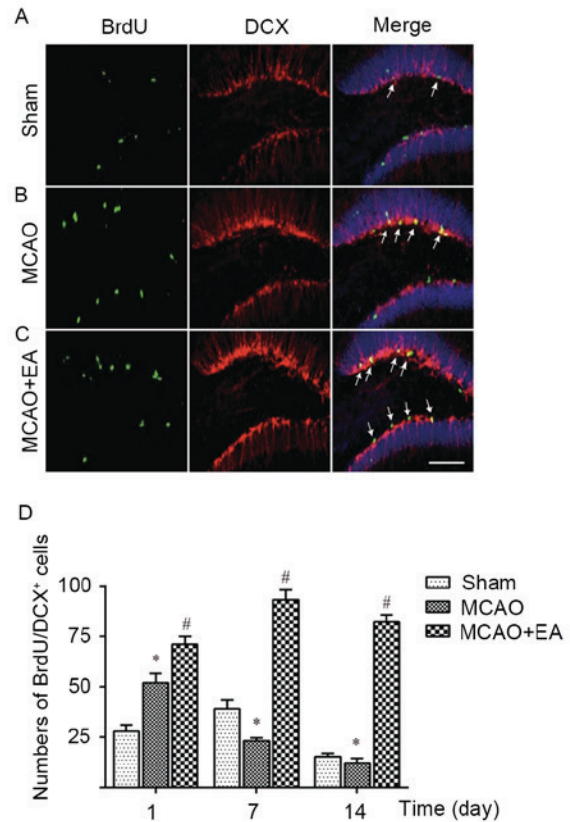 A
BrdU DCX Merge
Sham
B
MCAO
C
MCAO+EA
D
Numbers of BrdU/DCX⁺ cells
100
75
50
25
* # * # * #
1 7 14 Time (day)
Sham
MCAO
MCAO+EA